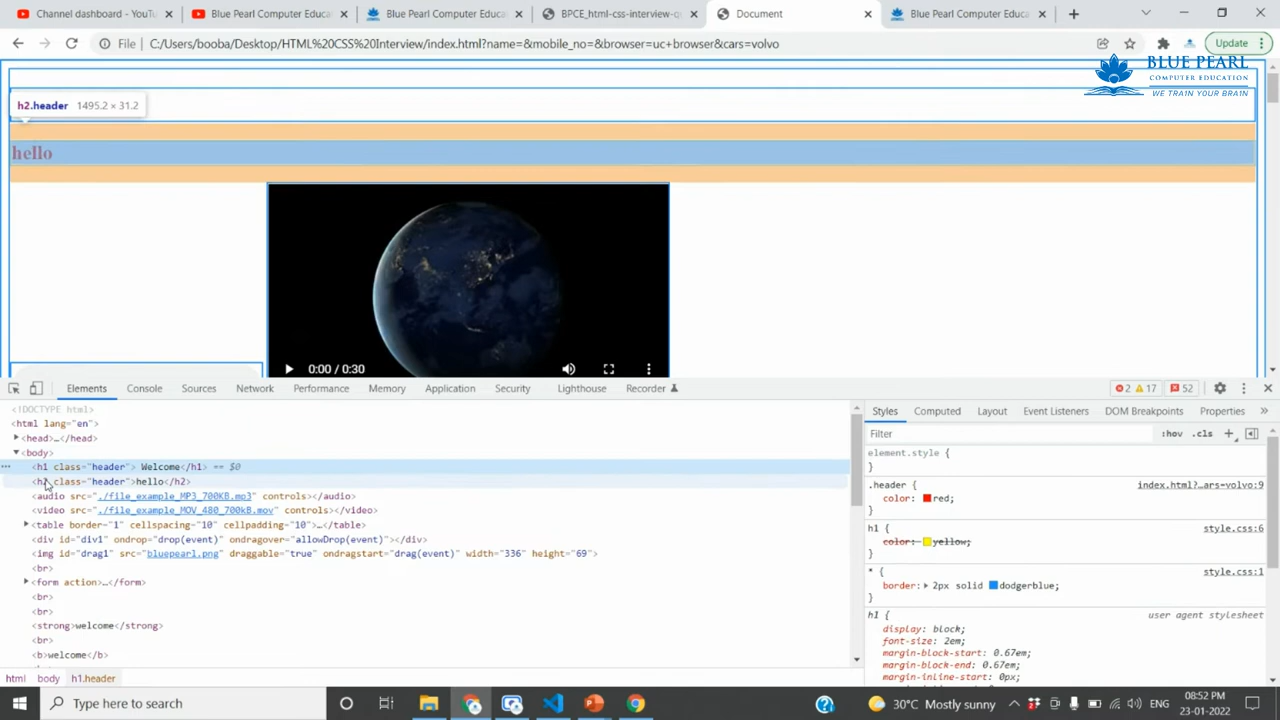 Channel dashboard - YouTu
Blue Pearl Computer Educa
Blue Pearl Computer Educa
BPCE_html-css-interview-q
Document
Blue Pearl Computer Educa
File C:/Users/booba/Desktop/HTML%20CSS%20Interview/index.html?name=&mobile_no=&browser=uc+browser&cars=volvo
Update
BLUE PEARL
COMPUTER EDUCATION
WE TRAIN YOUR BRAIN
h2.header 1495.2 × 31.2
hello
0:00 / 0:30
Elements Console Sources Network Performance Memory Application Security Lighthouse Recorder 2 17 52
<!DOCTYPE html>
<html lang="en">
<head>…</head>
<body>
<h1 class="header"> Welcome</h1> == $0
<h2 class="header">hello</h2>
<audio src="./file_example_MP3_700KB.mp3" controls></audio>
<video src="./file_example_MOV_480_700kB.mov" controls></video>
<table border="1" cellspacing="10" cellpadding="10">…</table>
<div id="div1" ondrop="drop(event)" ondragover="allowDrop(event)"></div>
<img id="drag1" src="bluepearl.png" draggable="true" ondragstart="drag(event)" width="336" height="69">
<br>
<form action>…</form>
<br>
<br>
<strong>welcome</strong>
<br>
<b>welcome</b>
html body h1.header
Styles Computed Layout Event Listeners DOM Breakpoints Properties
Filter :hov .cls
element.style {
}
.header { index.html?…ars=volvo:9
color: red;
}
h1 { style.css:6
color: yellow;
}
* { style.css:1
border: 2px solid dodgerblue;
}
h1 { user agent stylesheet
display: block;
font-size: 2em;
margin-block-start: 0.67em;
margin-block-end: 0.67em;
margin-inline-start: 0px;
Type here to search
30°C Mostly sunny
ENG
08:52 PM
23-01-2022